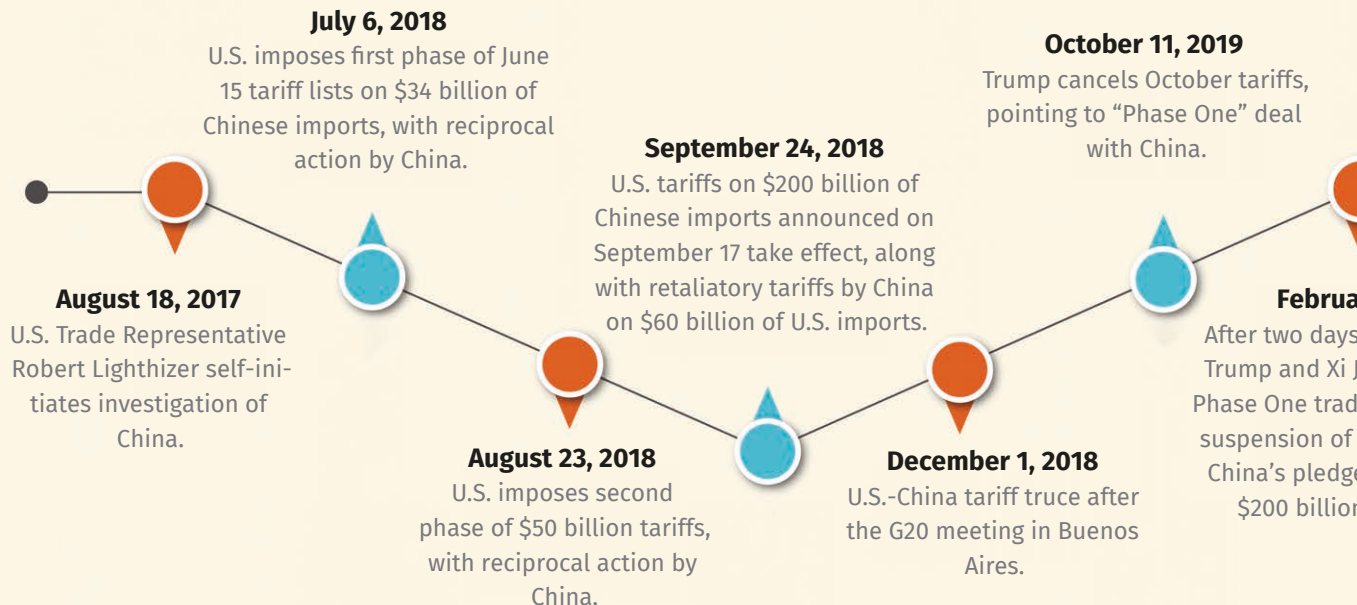 July 6, 2018
U.S. imposes first phase of June
15 tariff lists on $34 billion of
Chinese imports, with reciprocal
action by China.
October 11, 2019
Trump cancels October tariffs,
pointing to “Phase One” deal
with China.
September 24, 2018
U.S. tariffs on $200 billion of
Chinese imports announced on
September 17 take effect, along
with retaliatory tariffs by China
on $60 billion of U.S. imports.
August 18, 2017
U.S. Trade Representative
Robert Lighthizer self-ini-
tiates investigation of
China.
August 23, 2018
U.S. imposes second
phase of $50 billion tariffs,
with reciprocal action by
China.
December 1, 2018
U.S.-China tariff truce after
the G20 meeting in Buenos
Aires.
After two days
Trump and Xi
Phase One
suspension of
China’s
$200 billion